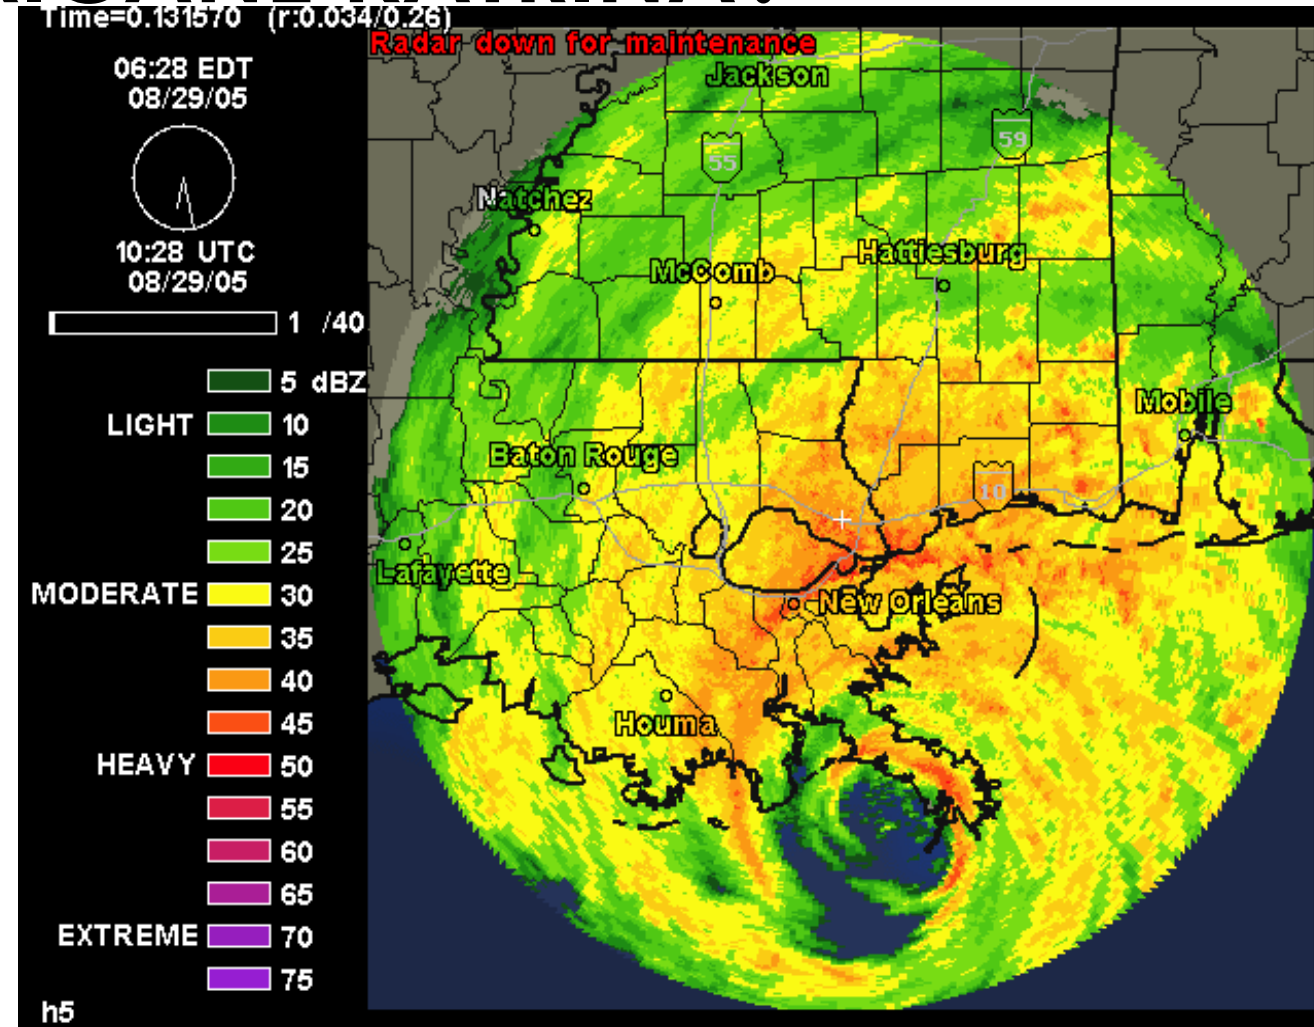 Time=0.131570 (r:0.034/0.26)
Radar down for maintenance
06:28 EDT
08/29/05
10:28 UTC
08/29/05
1 /40
5 dBZ
LIGHT 10
15
20
25
MODERATE 30
35
40
45
HEAVY 50
55
60
65
EXTREME 70
75
h5
Jackson
55
59
Natchez
Hattiesburg
McComb
Mobile
Baton Rouge
10
Lafayette
New Orleans
Houma